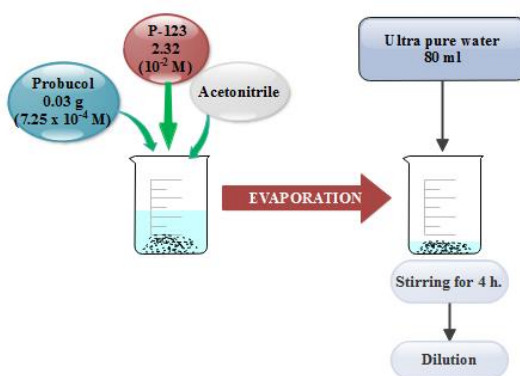 P-123
2.32
(10⁻² M)
Probucol
0.03 g
(7.25 x 10⁻⁴ M)
Acetonitrile
Ultra pure water
80 ml
EVAPORATION
Stirring for 4 h.
Dilution